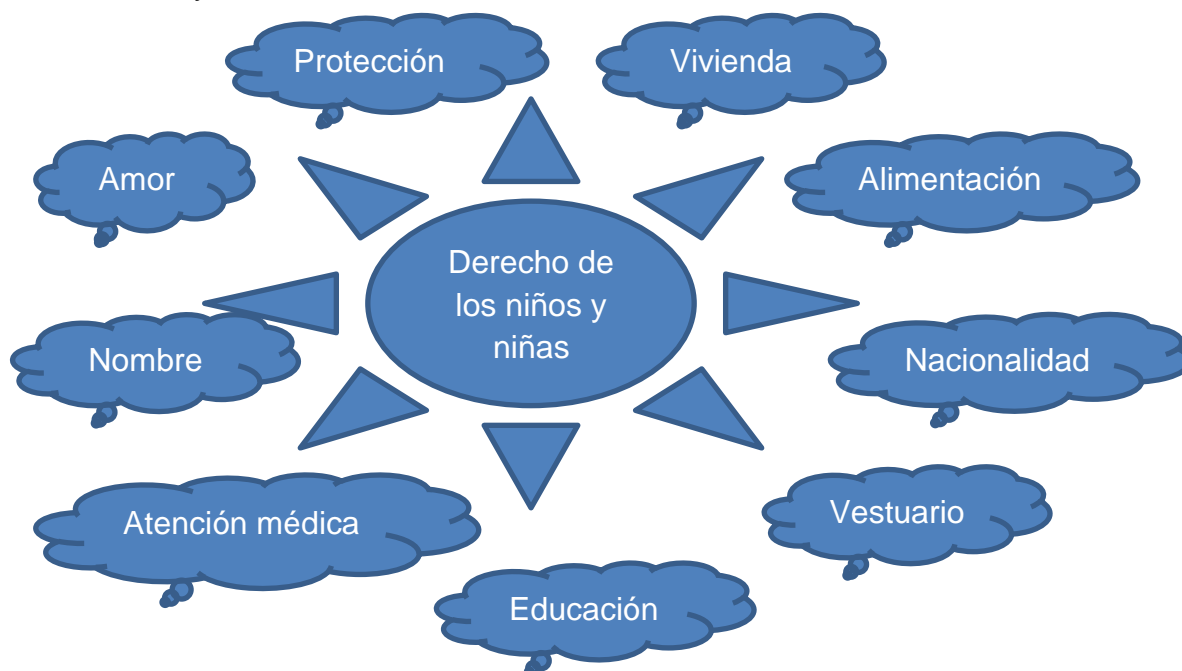 Protección
Vivienda
Amor
Alimentación
Derecho de
los niños y
niñas
Nombre
Nacionalidad
Atención médica
Vestuario
Educación